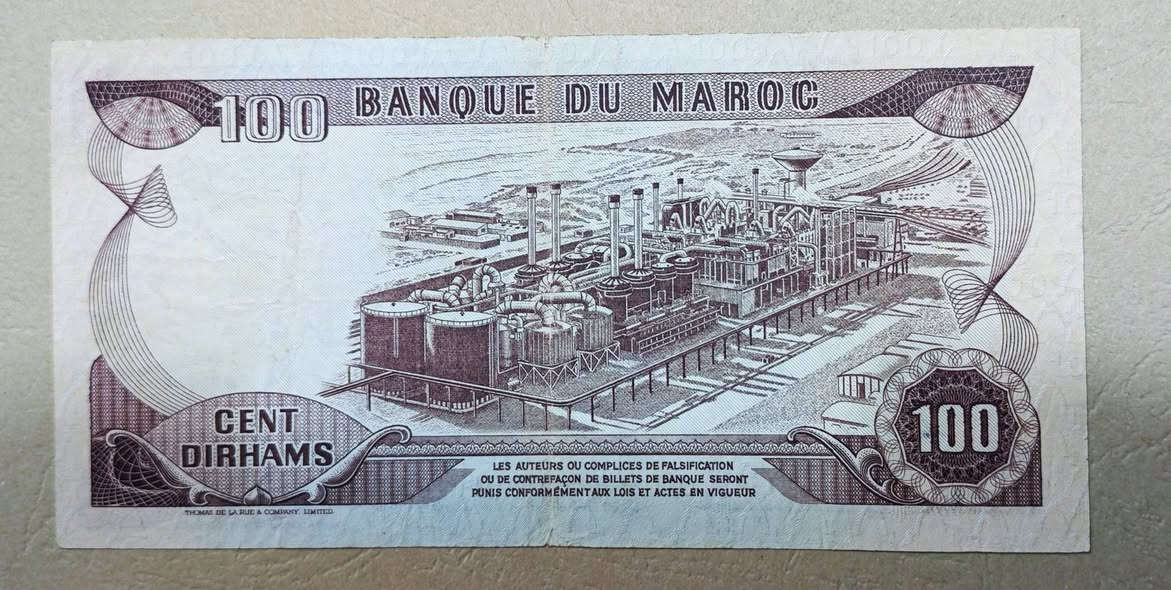 100 BANQUE DU MAROC
CENT
DIRHAMS
100
LES AUTEURS OU COMPLICES DE FALSIFICATION
OU DE CONTREFAÇON DE BILLETS DE BANQUE SERONT
PUNIS CONFORMÉMENT AUX LOIS ET ACTES EN VIGUEUR
THOMAS DE LA RUE & COMPANY, LIMITED.